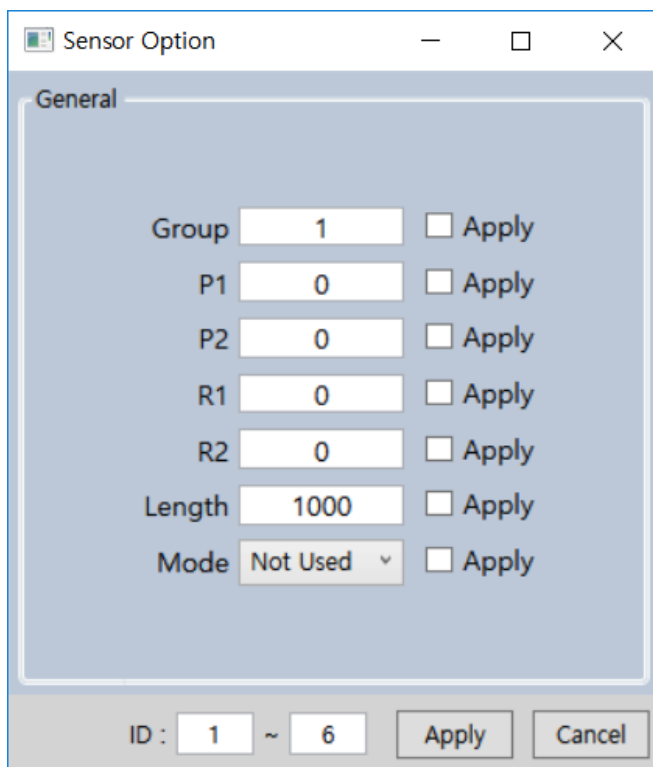 Sensor Option
General
Group 1 Apply
P1 0 Apply
P2 0 Apply
R1 0 Apply
R2 0 Apply
Length 1000 Apply
Mode Not Used Apply
ID : 1 ~ 6 Apply Cancel